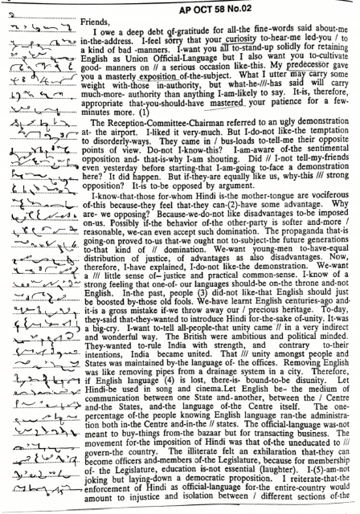 AP OCT 58 No.02
Friends,
I owe a deep debt of-gratitude for-all-the fine-words said about-me
in-the-address. I-feel sorry that your curiosity to-hear-me led-you / to
a kind of bad -manners. I-want-you all to-stand-up solidly for retaining
English as Union Official-Language but I also want you to-cultivate
good- manners on // a serious occasion-like this. My predecessor gave
you a masterly exposition of-the-subject. What I utter may carry some
weight with-those in-authority, but what-he-///-has said will carry
much-more- authority than anything I-am-likely to say. It-is, therefore,
appropriate that-you-should-have mastered your patience for a few-
minutes more. (1)
The Reception-Committee-Chairman referred to-an ugly demonstration
at- the airport. I-liked it very-much. But I-do-not-like-the temptation
to disorderly-ways. They came in / bus-loads to-tell-me their opposite
points of view. Do-not I-know-this? I-am-aware of-the-sentimental
opposition and- that-is-why I-am shouting. Did // I not tell-my-friends
even yesterday before starting-that I-am-going-to-face a demonstration
here? It did happen. But if-they-are equally like us, why-this /// strong
opposition? It-is to-be opposed by argument.
I-know-that-those for-whom Hindi is the mother-tongue are vociferous
of-this because-they feel that-they can-(2)-have some advantage. Why
are- we opposing? Because-we-do-not-like disadvantages to-be imposed
on-us. Possibly if-the behavior of-the other-party is softer and-more /
reasonable, we-can even accept such domination. The propaganda that-is
going-on proved to-us that-we ought not to-subject-the future generations
to-that kind of // domination. We-want young-men to-have-equal
distribution of justice, of advantages as also disadvantages. Now,
therefore, I-have explained, I-do-not-like-the demonstration. We-want
a /// little sense of- justice and practical common-sense. I-know of a
strong feeling that one-of- our languages should-be on-the throne and-not
English. In-the past, people (3) did-not-like-that English should just
be boosted by-those old fools. We-have learnt English centuries-ago and-
it-is a gross mistake if-we throw away our / precious heritage. To-day,
they-said-that-they-wanted to-introduce Hindi for-the-sake of-unity. It-was
a big-cry. I-want-to-tell all-people-that unity came // in a very indirect
and wonderful way. The British were ambitious and political minded.
They-wanted to-rule India with strength, and contrary to-their
intentions, India became united. That /// unity amongst people and
States was maintained by-the language of- the offices. Removing English
was like removing pipes from a drainage system in a city. Therefore,
if English language (4) is lost, there-is bound-to-be disunity. Let
Hindi-be used in song and cinema.Let English be- the medium of
communication between one State and- another, between the / Centre
and-the States, and-the language of-the Centre itself. The one-
percentage of-the people knowing English language ran-the administra-
tion both in-the Centre and-in-the // states. The official-language was-not
meant to buy-things from-the bazaar but for transacting business. The
movement for-the imposition of Hindi was that of-the uneducated to ///
govern-the country. The illiterate felt an exhilaration that-they can
become officers and-members of-the Legislature, because for membership
of- the Legislature, education is-not essential (laughter). I-(5)-am-not
joking but laying-down a democratic proposition. I reiterate-that-the
enforcement of Hindi as official-language for the-entire-country would
amount to injustice and isolation between / different sections of-the